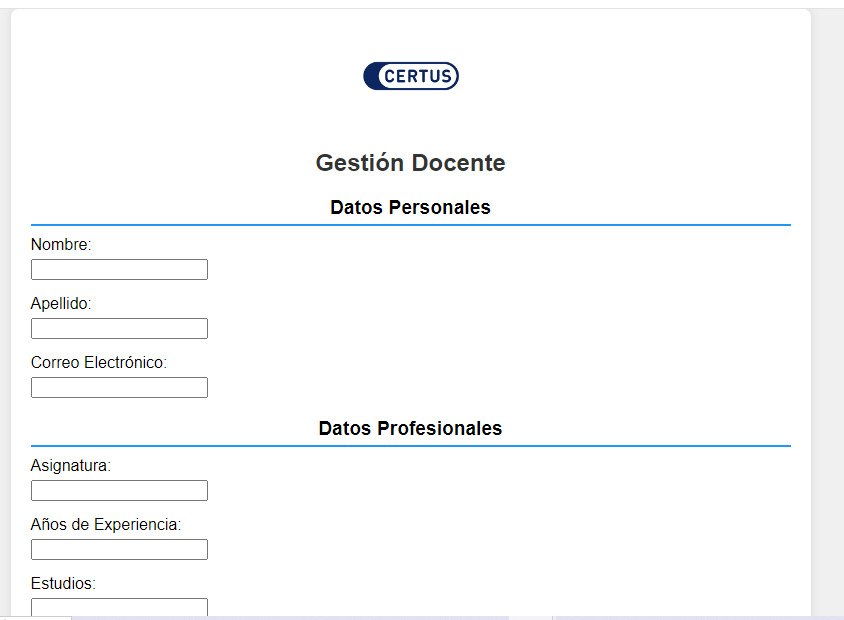 CERTUS
Gestión Docente
Datos Personales
Nombre:
Apellido:
Correo Electrónico:
Datos Profesionales
Asignatura:
Años de Experiencia:
Estudios: